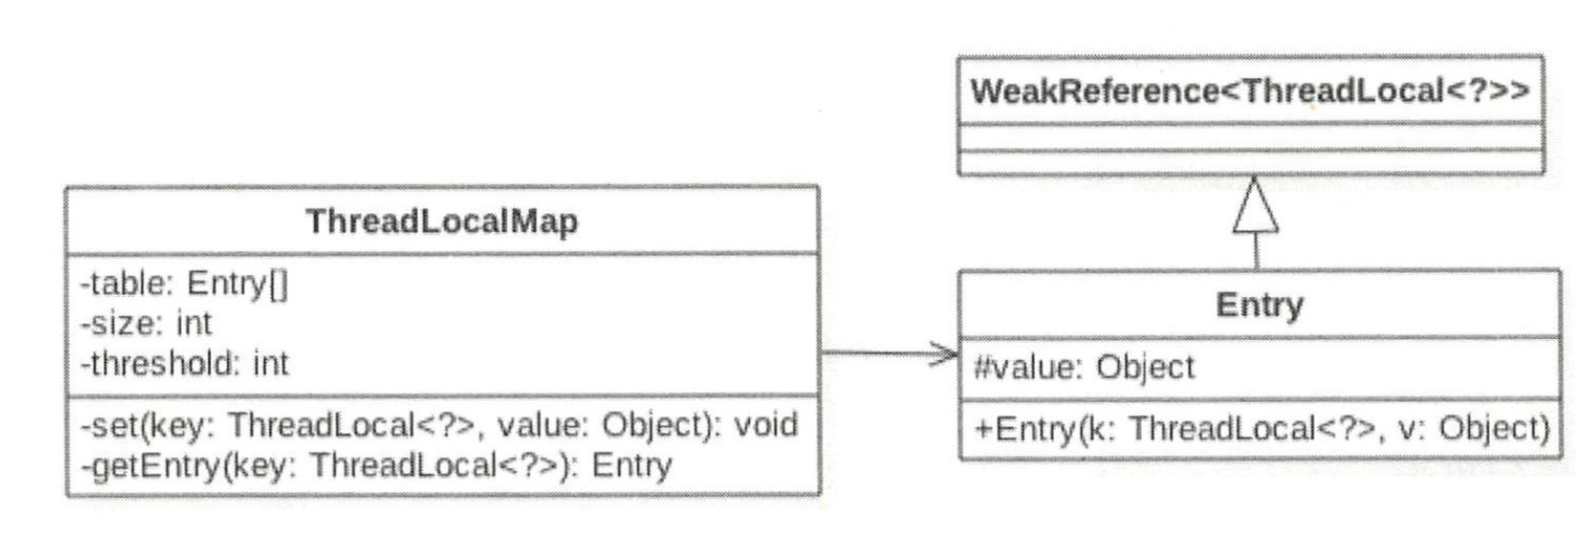 WeakReference<ThreadLocal<?>>
ThreadLocalMap
-table: Entry[]
-size: int
-threshold: int
-set(key: ThreadLocal<?>, value: Object): void
-getEntry(key: ThreadLocal<?>): Entry
Entry
#value: Object
+Entry(k: ThreadLocal<?>, v: Object)